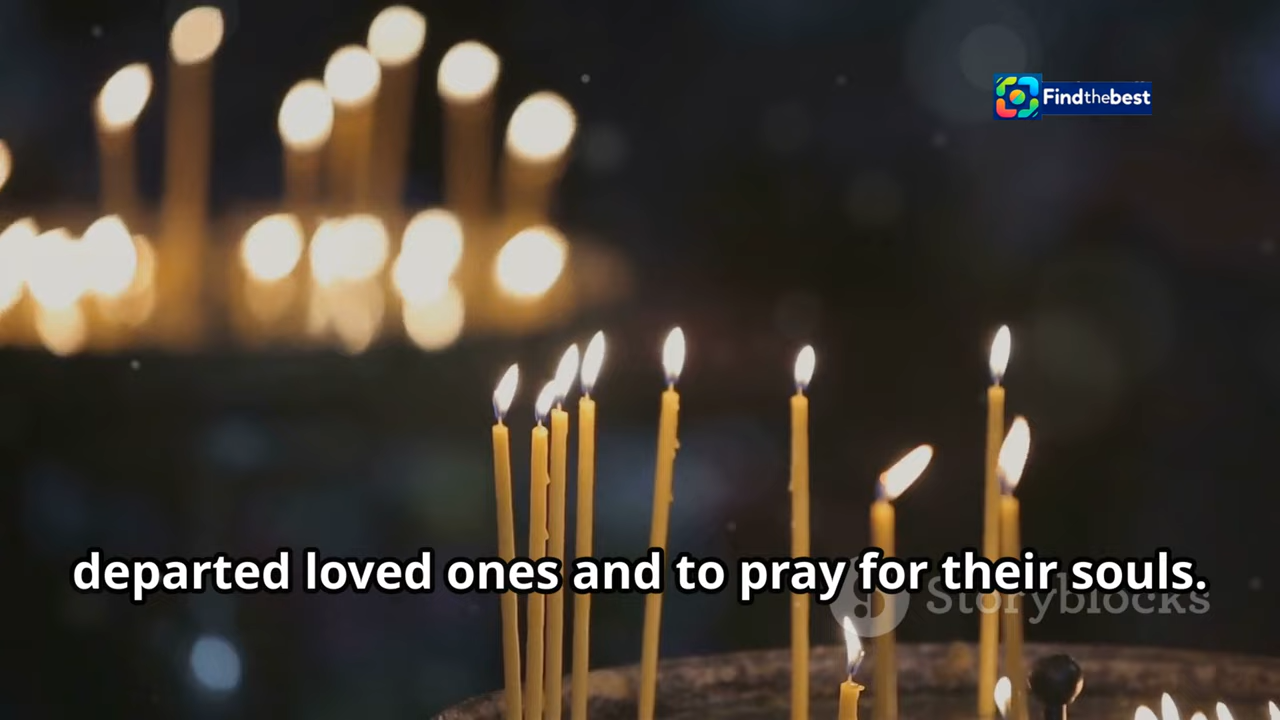 Findthebest
departed loved ones and to pray for their souls.
Storyblocks